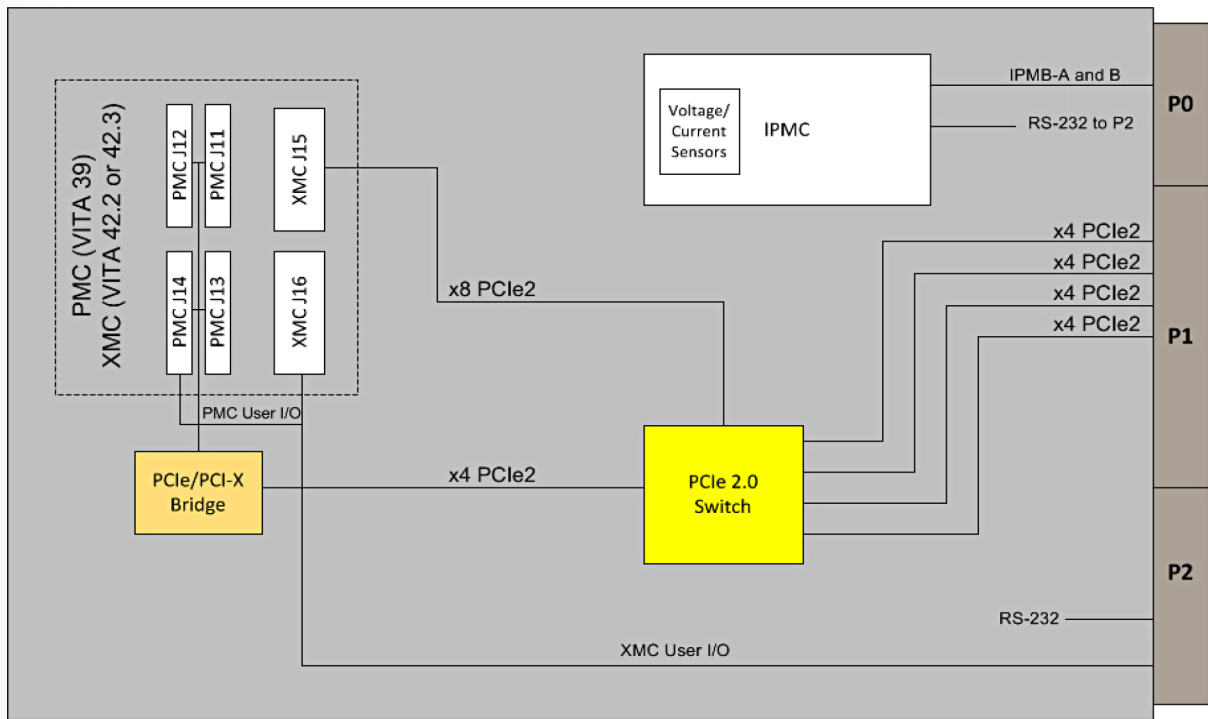 PMC (VITA 39)
XMC (VITA 42.2 or 42.3)
PMC J12
PMC J11
XMC J15
PMC J14
PMC J13
XMC J16
PMC User I/O
PCIe/PCI-X
Bridge
x8 PCIe2
x4 PCIe2
Voltage/
Current
Sensors
IPMC
IPMB-A and B
RS-232 to P2
x4 PCIe2
x4 PCIe2
x4 PCIe2
x4 PCIe2
PCIe 2.0
Switch
RS-232
XMC User I/O
P0
P1
P2